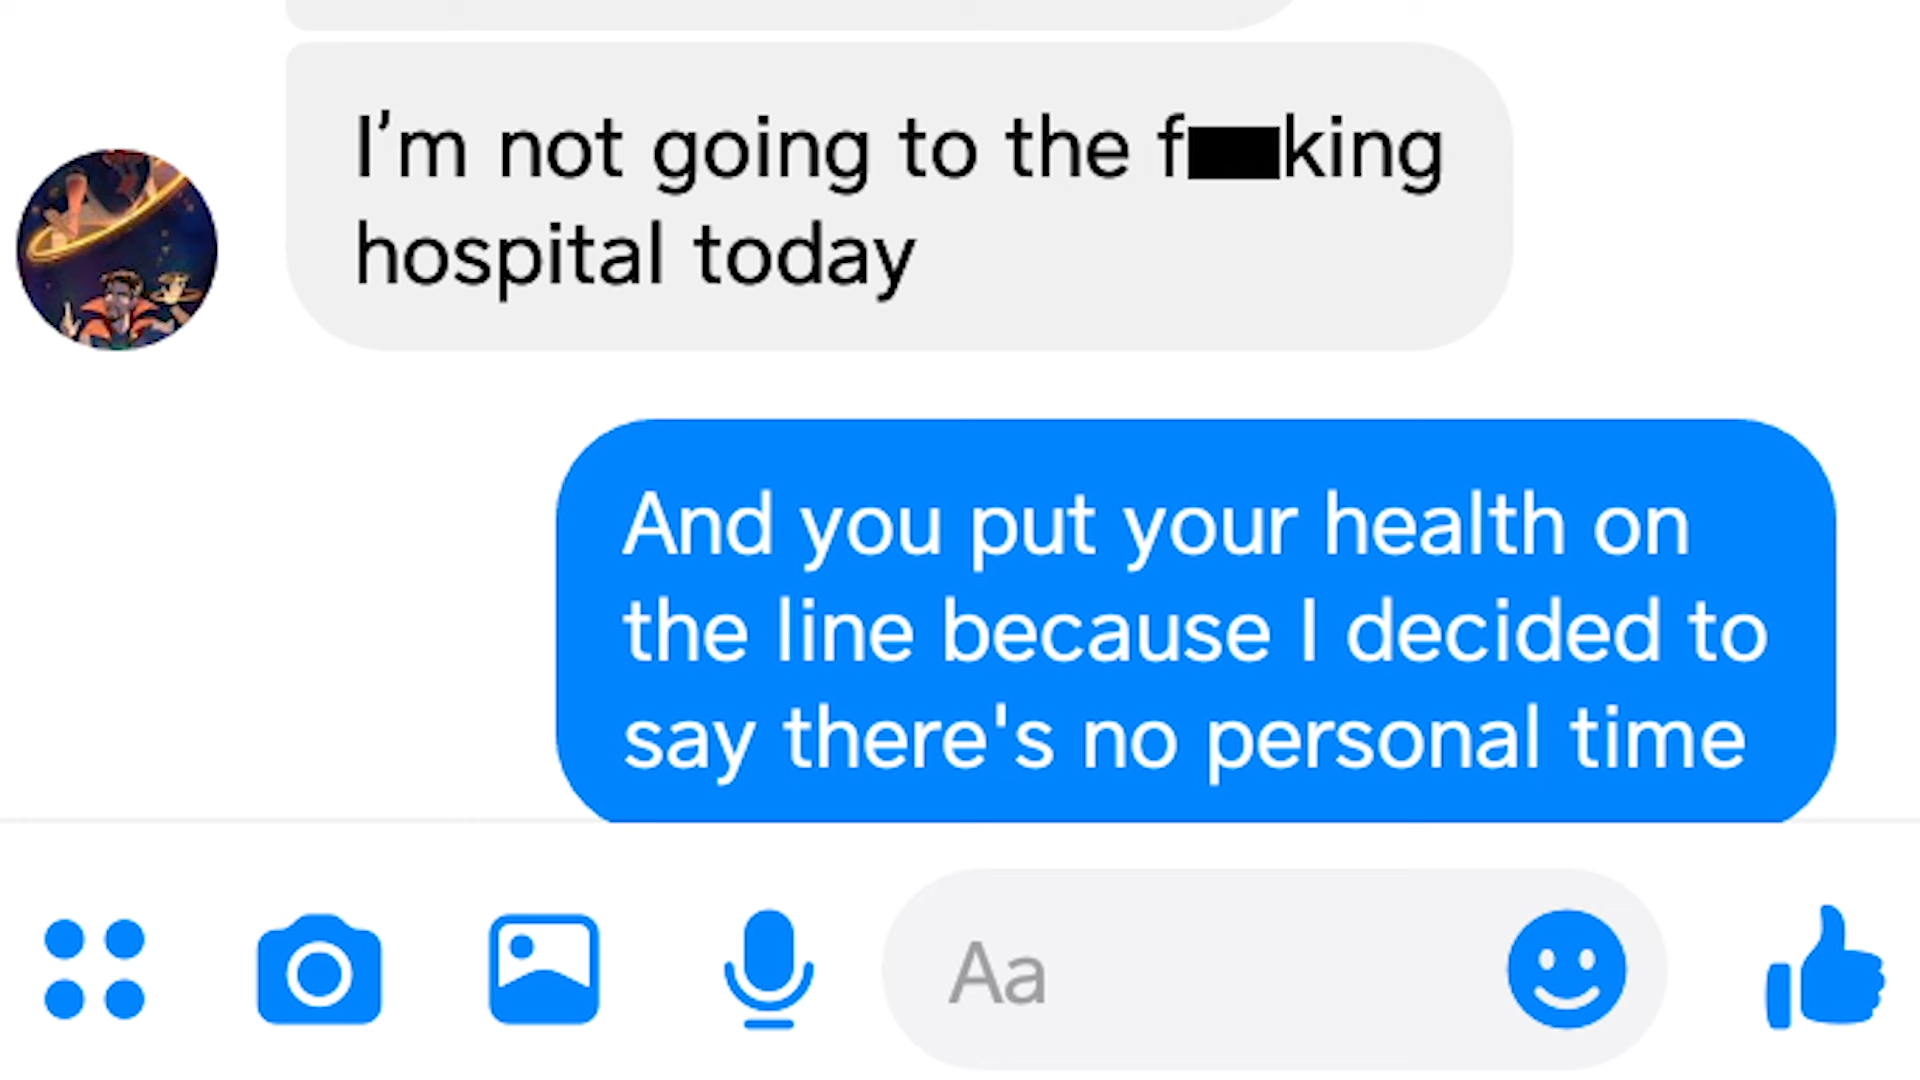 I'm not going to the f██king
hospital today
And you put your health on
the line because I decided to
say there's no personal time
Aa